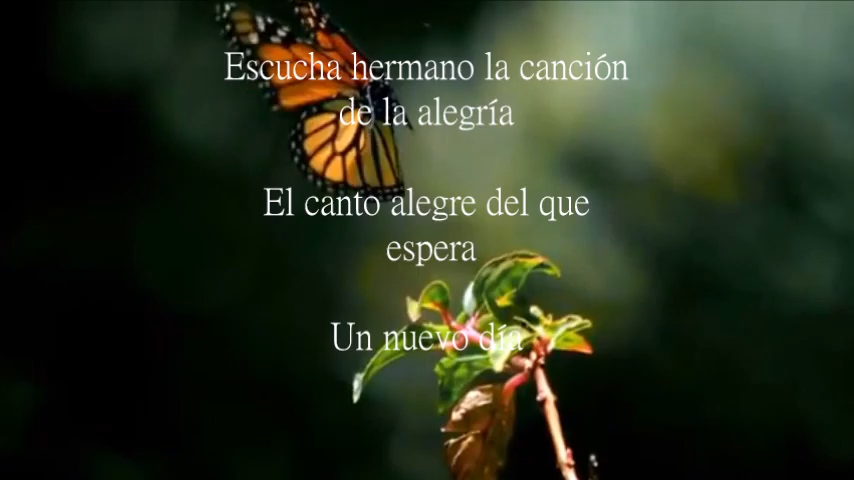 Escucha hermano la canción
de la alegría
El canto alegre del que
espera
Un nuevo día